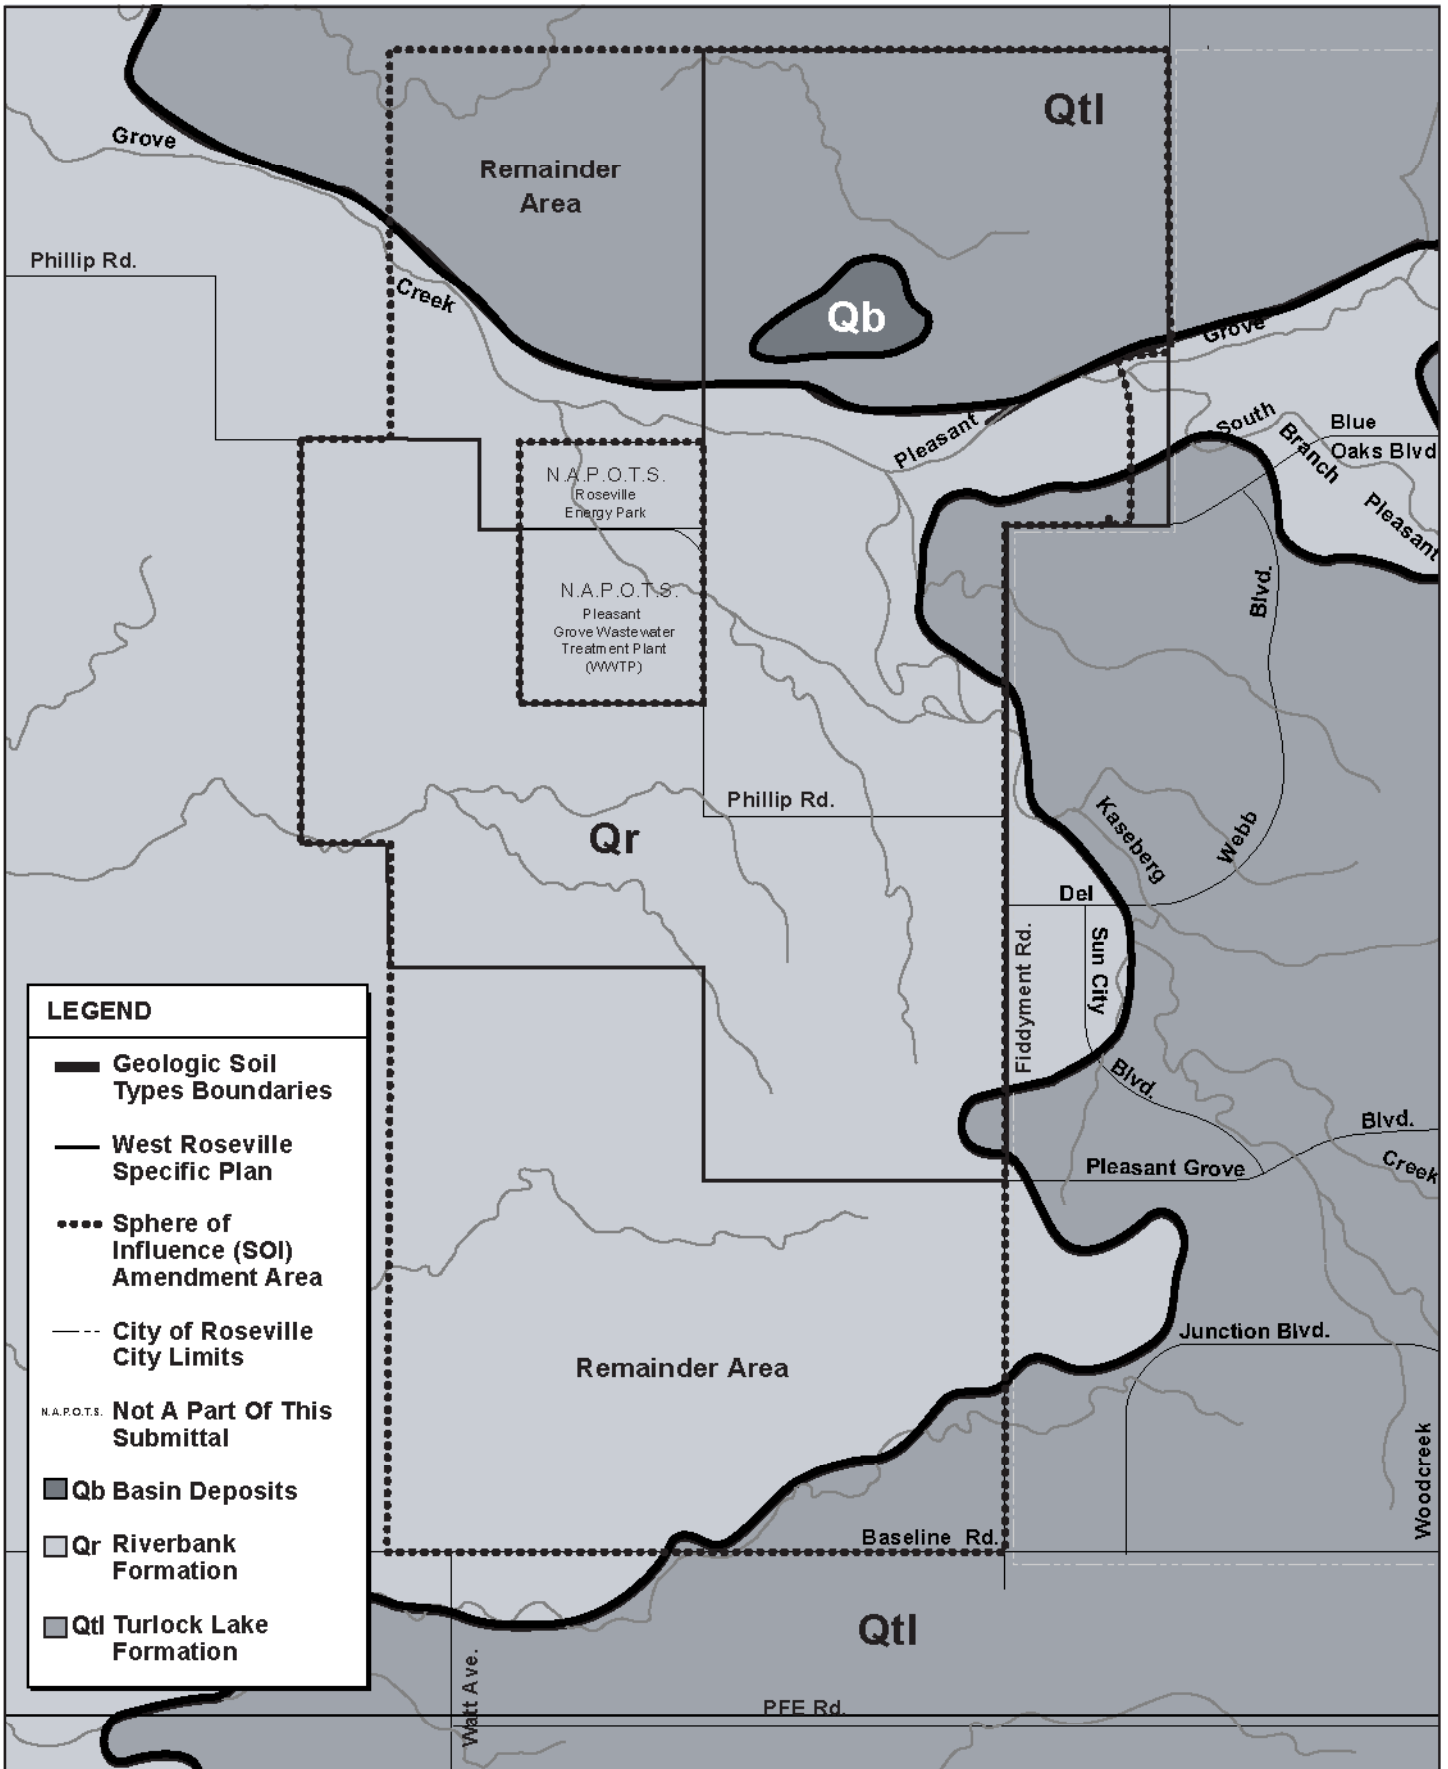 Qtl
Grove
Remainder
Area
Phillip Rd.
Creek
Qb
Grove
Pleasant
South
Branch
Blue
Oaks Blvd
Pleasant
N.A.P.O.T.S.
Roseville
Energy Park
N.A.P.O.T.S.
Pleasant
Grove Wastewater
Treatment Plant
(WWTP)
Blvd.
Phillip Rd.
Qr
Kaseberg
Webb
Del
Sun City
Fiddyment Rd.
Blvd.
Blvd.
Pleasant Grove
Creek
Junction Blvd.
Remainder Area
Woodcreek
Baseline Rd.
Qtl
Watt Ave.
PFE Rd.
LEGEND
Geologic Soil
Types Boundaries
West Roseville
Specific Plan
Sphere of
Influence (SOI)
Amendment Area
City of Roseville
City Limits
N.A.P.O.T.S. Not A Part Of This
Submittal
Qb Basin Deposits
Qr Riverbank
Formation
Qtl Turlock Lake
Formation